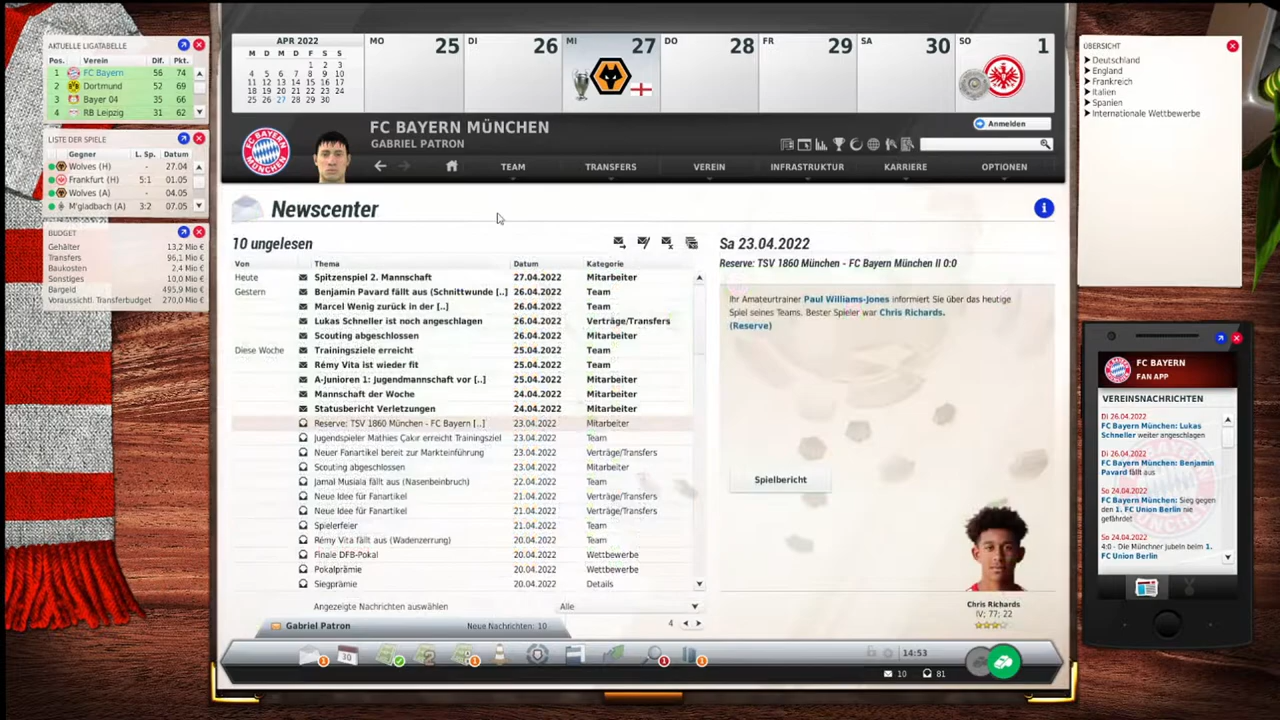 AKTUELLE LIGATABELLE
Pos. Verein Dif. Pkt.
1 FC Bayern 56 74
2 Dortmund 52 69
3 Bayer 04 35 66
4 RB Leipzig 31 62
LISTE DER SPIELE
Gegner L. Sp. Datum
Wolves (H) - 27.04
Frankfurt (H) 5:1 01.05
Wolves (A) - 04.05
M'gladbach (A) 3:2 07.05
BUDGET
Gehälter 13,2 Mio €
Transfers 96,1 Mio €
Baukosten 2,4 Mio €
Sonstiges 10,0 Mio €
Bargeld 495,9 Mio €
Voraussichtl. Transferbudget 270,0 Mio €
APR 2022
M D M D F S S
1 2 3
4 5 6 7 8 9 10
11 12 13 14 15 16 17
18 19 20 21 22 23 24
25 26 27 28 29 30
MO 25
DI 26
MI 27
DO 28
FR 29
SA 30
SO 1
FC BAYERN MÜNCHEN
GABRIEL PATRON
Anmelden
TEAM TRANSFERS VEREIN INFRASTRUKTUR KARRIERE OPTIONEN
Newscenter
10 ungelesen
Von Thema Datum Kategorie
Heute Spitzenspiel 2. Mannschaft 27.04.2022 Mitarbeiter
Gestern Benjamin Pavard fällt aus (Schnittwunde [..] 26.04.2022 Team
Marcel Wenig zurück in der [..] 26.04.2022 Team
Lukas Schneller ist noch angeschlagen 26.04.2022 Verträge/Transfers
Scouting abgeschlossen 26.04.2022 Mitarbeiter
Diese Woche Trainingsziele erreicht 25.04.2022 Team
Rémy Vita ist wieder fit 25.04.2022 Team
A-Junioren 1: Jugendmannschaft vor [..] 25.04.2022 Mitarbeiter
Mannschaft der Woche 24.04.2022 Mitarbeiter
Statusbericht Verletzungen 24.04.2022 Mitarbeiter
Reserve: TSV 1860 München - FC Bayern [..] 23.04.2022 Mitarbeiter
Jugendspieler Mathies Çakır erreicht Trainingsziel 23.04.2022 Team
Neuer Fanartikel bereit zur Markteinführung 23.04.2022 Verträge/Transfers
Scouting abgeschlossen 23.04.2022 Mitarbeiter
Jamal Musiala fällt aus (Nasenbeinbruch) 22.04.2022 Team
Neue Idee für Fanartikel 21.04.2022 Verträge/Transfers
Neue Idee für Fanartikel 21.04.2022 Verträge/Transfers
Spielerfeier 21.04.2022 Team
Rémy Vita fällt aus (Wadenzerrung) 20.04.2022 Team
Finale DFB-Pokal 20.04.2022 Wettbewerbe
Pokalprämie 20.04.2022 Wettbewerbe
Siegprämie 20.04.2022 Details
Angezeigte Nachrichten auswählen Alle
4
Gabriel Patron Neue Nachrichten: 10
Sa 23.04.2022
Reserve: TSV 1860 München - FC Bayern München II 0:0
Ihr Amateurtrainer Paul Williams-Jones informiert Sie über das heutige
Spiel seines Teams. Bester Spieler war Chris Richards.
(Reserve)
Spielbericht
Chris Richards
IV; 77; 22
30
1
2
1
1
1
14:53
10 81
ÜBERSICHT
Deutschland
England
Frankreich
Italien
Spanien
Internationale Wettbewerbe
FC BAYERN
FAN APP
VEREINSNACHRICHTEN
Di 26.04.2022
FC Bayern München: Lukas
Schneller weiter angeschlagen
Di 26.04.2022
FC Bayern München: Benjamin
Pavard fällt aus
So 24.04.2022
FC Bayern München: Sieg gegen
den 1. FC Union Berlin nie
gefährdet
So 24.04.2022
4:0 - Die Münchner jubeln beim 1.
FC Union Berlin